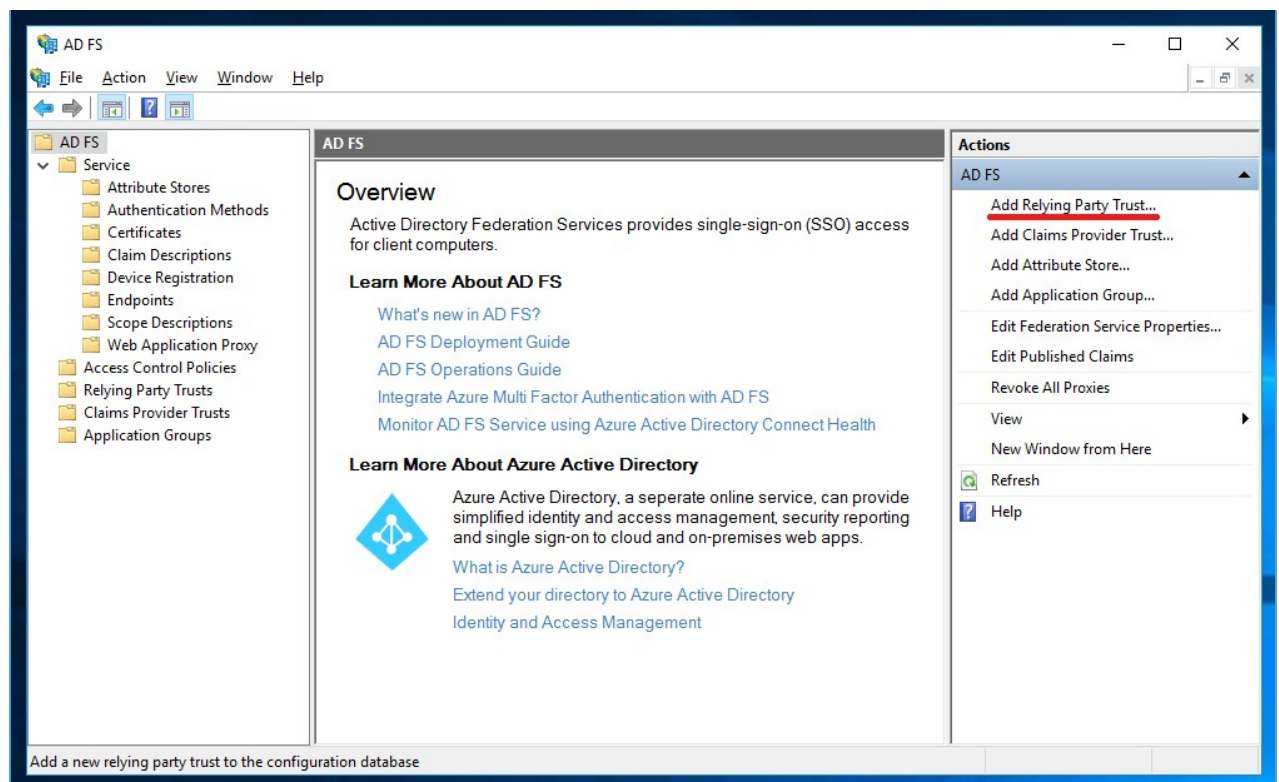 AD FS
File Action View Window Help
AD FS
Service
Attribute Stores
Authentication Methods
Certificates
Claim Descriptions
Device Registration
Endpoints
Scope Descriptions
Web Application Proxy
Access Control Policies
Relying Party Trusts
Claims Provider Trusts
Application Groups
AD FS
Overview
Active Directory Federation Services provides single-sign-on (SSO) access
for client computers.
Learn More About AD FS
What's new in AD FS?
AD FS Deployment Guide
AD FS Operations Guide
Integrate Azure Multi Factor Authentication with AD FS
Monitor AD FS Service using Azure Active Directory Connect Health
Learn More About Azure Active Directory
Azure Active Directory, a seperate online service, can provide
simplified identity and access management, security reporting
and single sign-on to cloud and on-premises web apps.
What is Azure Active Directory?
Extend your directory to Azure Active Directory
Identity and Access Management
Actions
AD FS
Add Relying Party Trust...
Add Claims Provider Trust...
Add Attribute Store...
Add Application Group...
Edit Federation Service Properties...
Edit Published Claims
Revoke All Proxies
View
New Window from Here
Refresh
Help
Add a new relying party trust to the configuration database